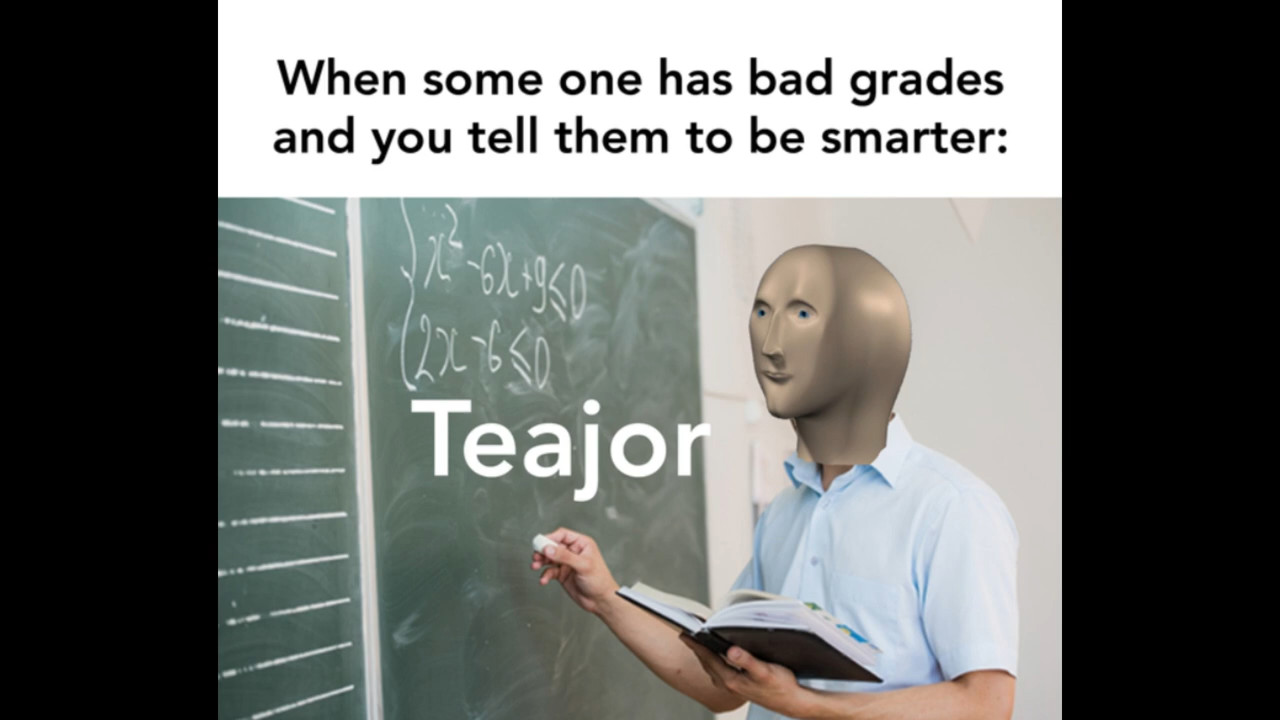 When some one has bad grades
and you tell them to be smarter:
x² -6x+9≤0
2x-6≤0
Teajor